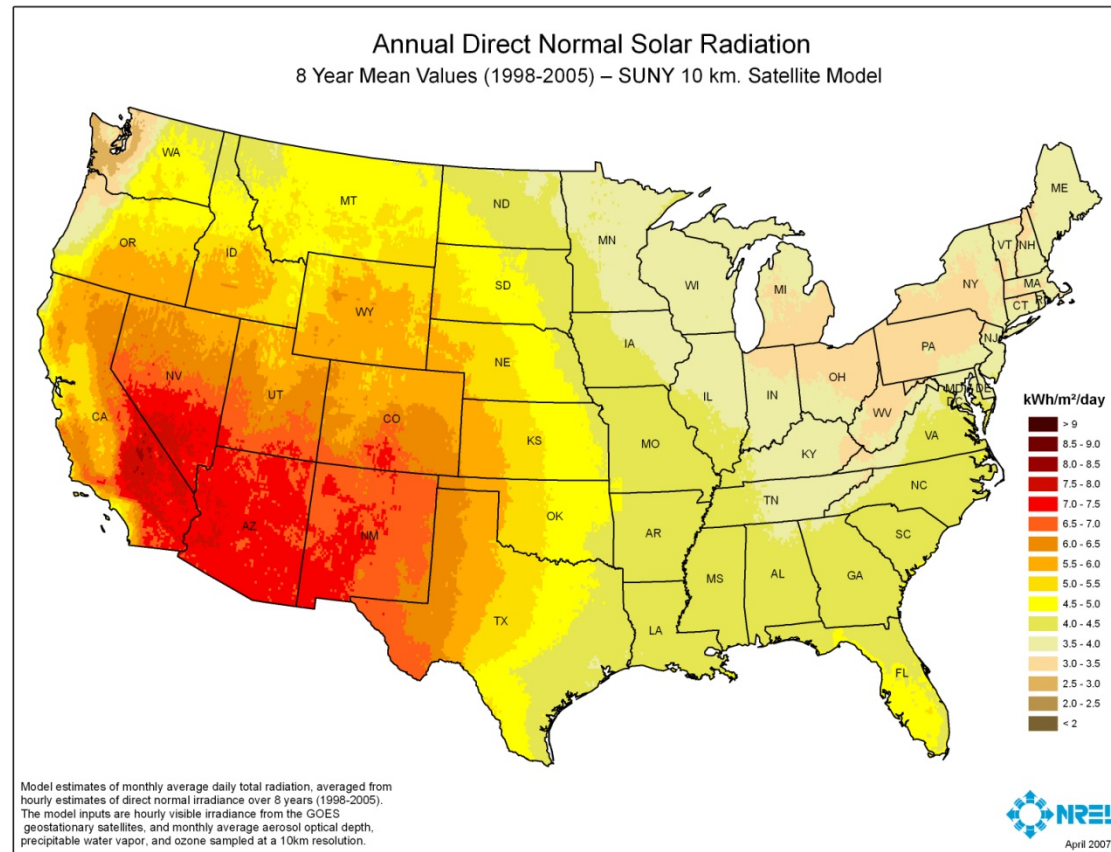 Annual Direct Normal Solar Radiation
8 Year Mean Values (1998-2005) – SUNY 10 km. Satellite Model
WA
MT
ND
MN
ME
OR
ID
SD
WI
MI
VT
NH
NY
MA
CT
RI
WY
NE
IA
PA
NJ
NV
UT
CO
KS
IL
IN
OH
WV
MD
DE
DC
CA
MO
KY
VA
AZ
NM
OK
AR
TN
NC
SC
TX
LA
MS
AL
GA
FL
kWh/m²/day
> 9
8.5 - 9.0
8.0 - 8.5
7.5 - 8.0
7.0 - 7.5
6.5 - 7.0
6.0 - 6.5
5.5 - 6.0
5.0 - 5.5
4.5 - 5.0
4.0 - 4.5
3.5 - 4.0
3.0 - 3.5
2.5 - 3.0
2.0 - 2.5
< 2
Model estimates of monthly average daily total radiation, averaged from
hourly estimates of direct normal irradiance over 8 years (1998-2005).
The model inputs are hourly visible irradiance from the GOES
geostationary satellites, and monthly average aerosol optical depth,
precipitable water vapor, and ozone sampled at a 10km resolution.
NREL
April 2007